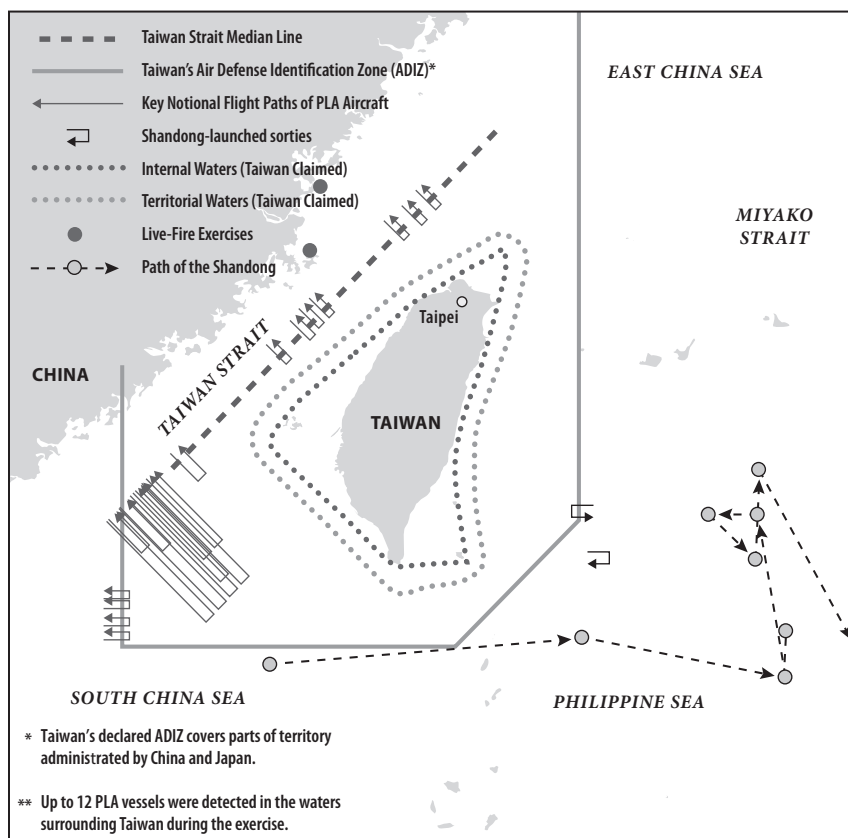 Taiwan Strait Median Line
Taiwan's Air Defense Identification Zone (ADIZ)*
Key Notional Flight Paths of PLA Aircraft
Shandong-launched sorties
Internal Waters (Taiwan Claimed)
Territorial Waters (Taiwan Claimed)
Live-Fire Exercises
Path of the Shandong
EAST CHINA SEA
MIYAKO
STRAIT
Taipei
TAIWAN STRAIT
CHINA
TAIWAN
SOUTH CHINA SEA
PHILIPPINE SEA
* Taiwan's declared ADIZ covers parts of territory
administrated by China and Japan.
** Up to 12 PLA vessels were detected in the waters
surrounding Taiwan during the exercise.